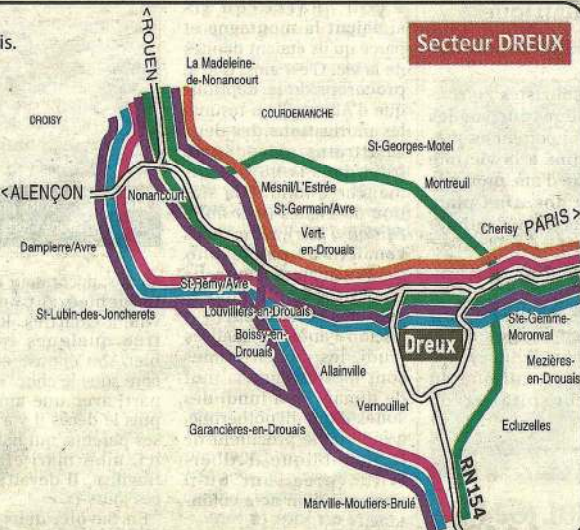 is.
Secteur DREUX
<ROUEN
La Madeleine-
de-Nonancourt
DROISY
COURDEMANCHE
St-Georges-Motel
<ALENÇON
Nonancourt
Mesnil/L'Estrée
Montreuil
St-Germain/Avre
Cherisy
PARIS>
Vert-
en-Drouais
Dampierre/Avre
St-Rémy/Avre
St-Lubin-des-Joncherets
Louvilliers-en-Drouais
Ste-Gemme-
Moronval
Boissy-en-
Drouais
Dreux
Mezières-
en-Drouais
Allainville
Vernouillet
Garancières-en-Drouais
Ecluzelles
RN154
Marville-Moutiers-Brulé